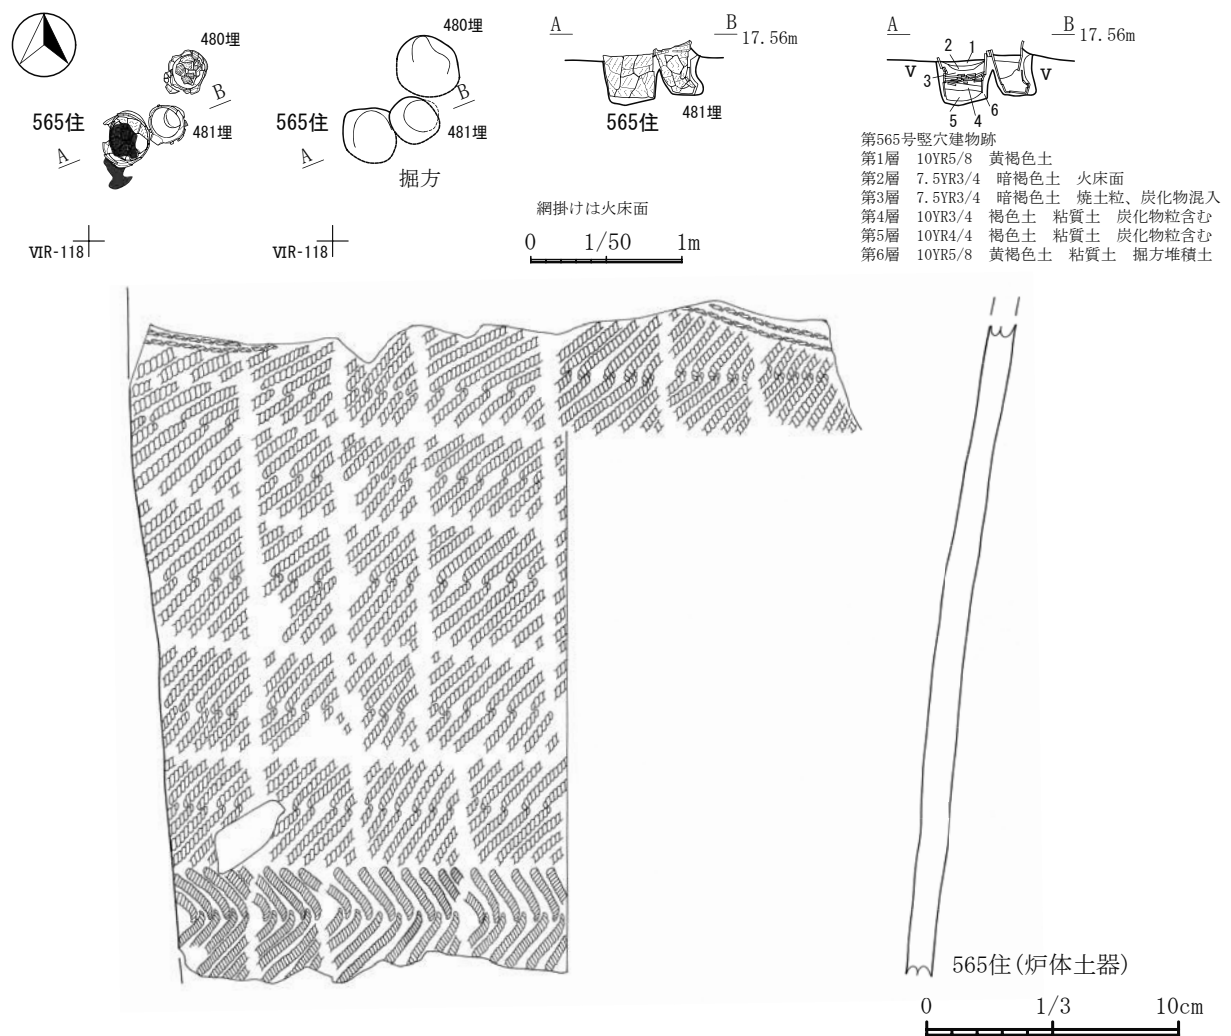 480埋
B
565住
481埋
A
VIR-118
480埋
B
565住
481埋
A
掘方
VIR-118
A
B
17.56m
481埋
565住
網掛けは火床面
0
1/50
1m
A
B
17.56m
1
2
V
V
3
6
5
4
第565号竪穴建物跡
第1層 10YR5/8 黄褐色土
第2層 7.5YR3/4 暗褐色土 火床面
第3層 7.5YR3/4 暗褐色土 焼土粒、炭化物混入
第4層 10YR3/4 褐色土 粘質土 炭化物粒含む
第5層 10YR4/4 褐色土 粘質土 炭化物粒含む
第6層 10YR5/8 黄褐色土 粘質土 掘方堆積土
565住(炉体土器)
0
1/3
10cm